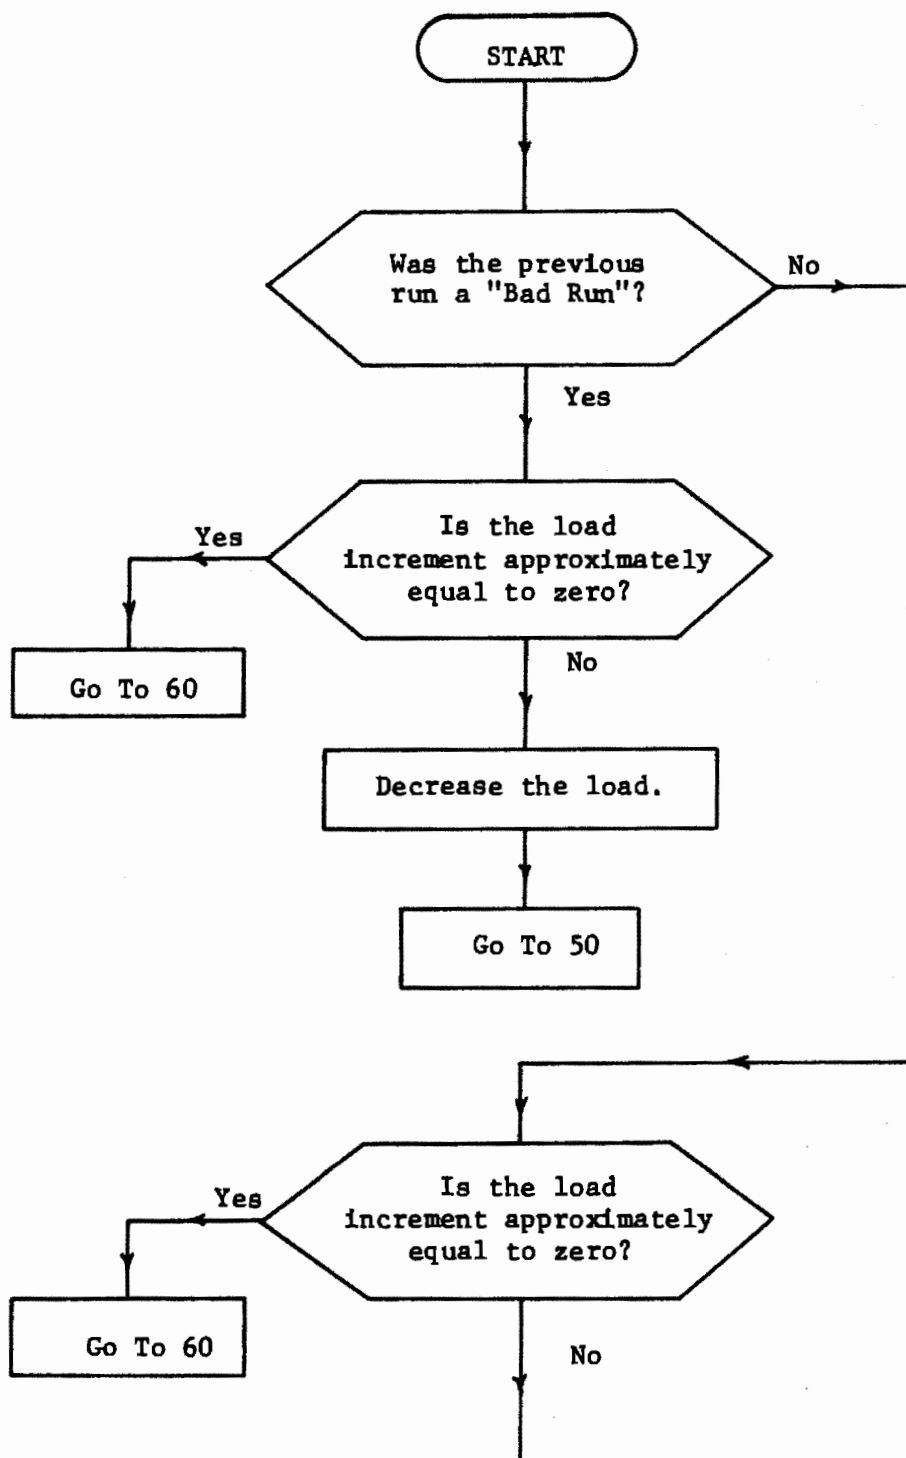 START
Was the previous
run a "Bad Run"?
No
Yes
Is the load
increment approximately
equal to zero?
Yes
No
Go To 60
Decrease the load.
Go To 50
Is the load
increment approximately
equal to zero?
Yes
Go To 60
No